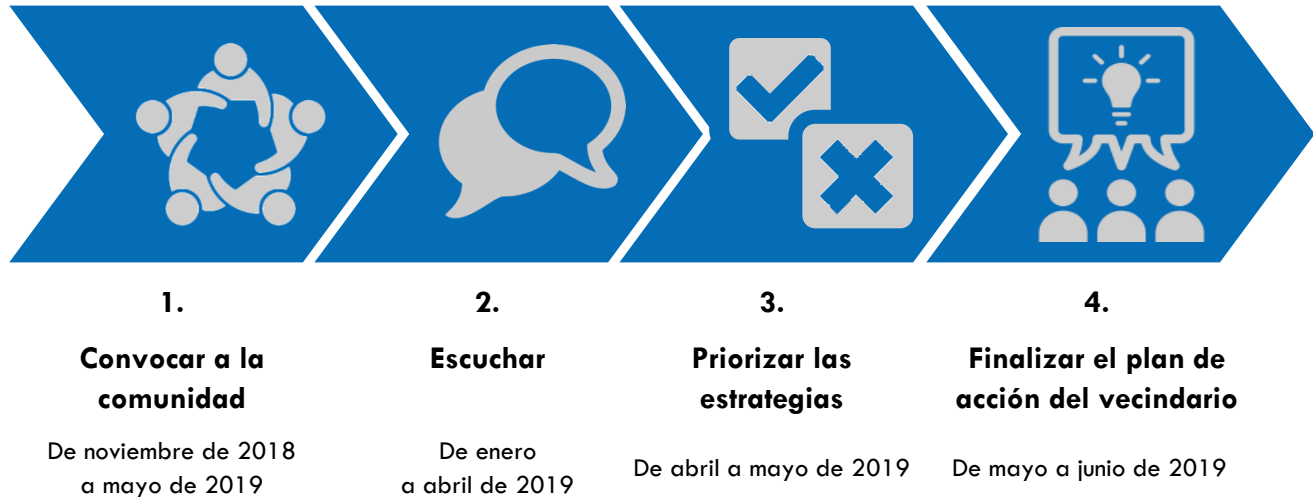 1.
Convocar a la
comunidad
De noviembre de 2018
a mayo de 2019
2.
Escuchar
De enero
a abril de 2019
3.
Priorizar las
estrategias
De abril a mayo de 2019
4.
Finalizar el plan de
acción del vecindario
De mayo a junio de 2019